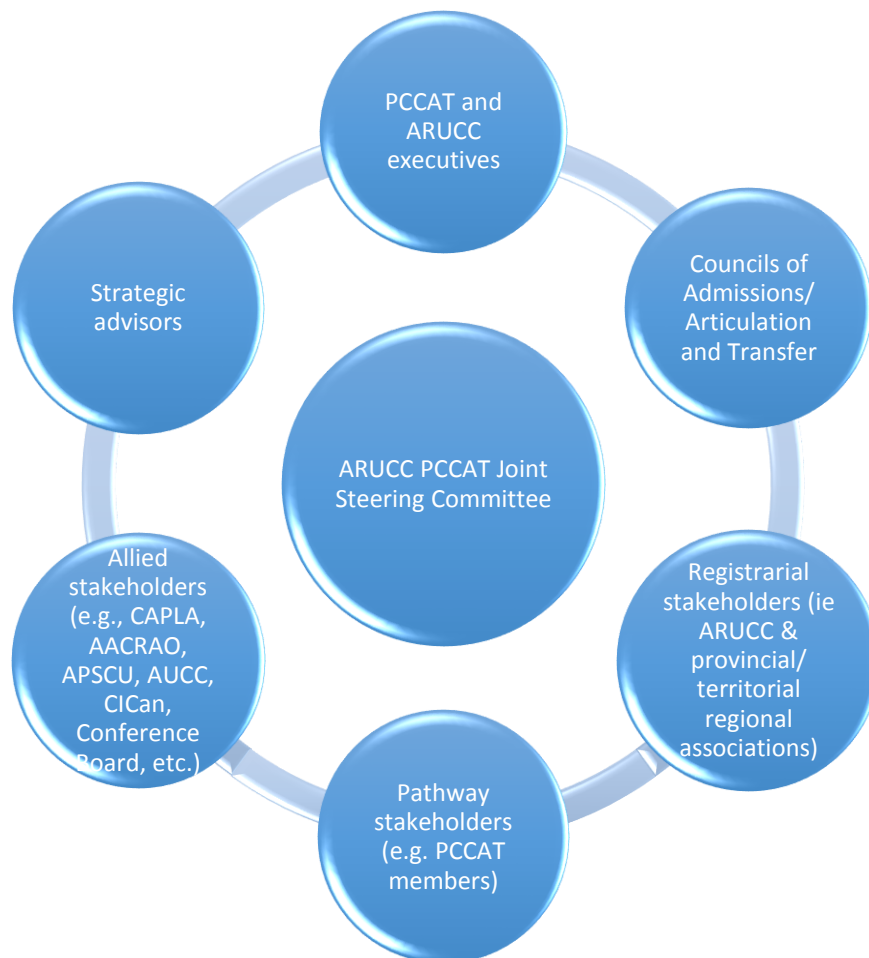 PCCAT and
ARUCC
executives
Councils of
Admissions/
Articulation
and Transfer
Strategic
advisors
ARUCC PCCAT Joint
Steering Committee
Allied
stakeholders
(e.g., CAPLA,
AACRAO,
APSCU, AUCC,
CICan,
Conference
Board, etc.)
Registrarial
stakeholders (ie
ARUCC &
provincial/
territorial
regional
associations)
Pathway
stakeholders
(e.g. PCCAT
members)